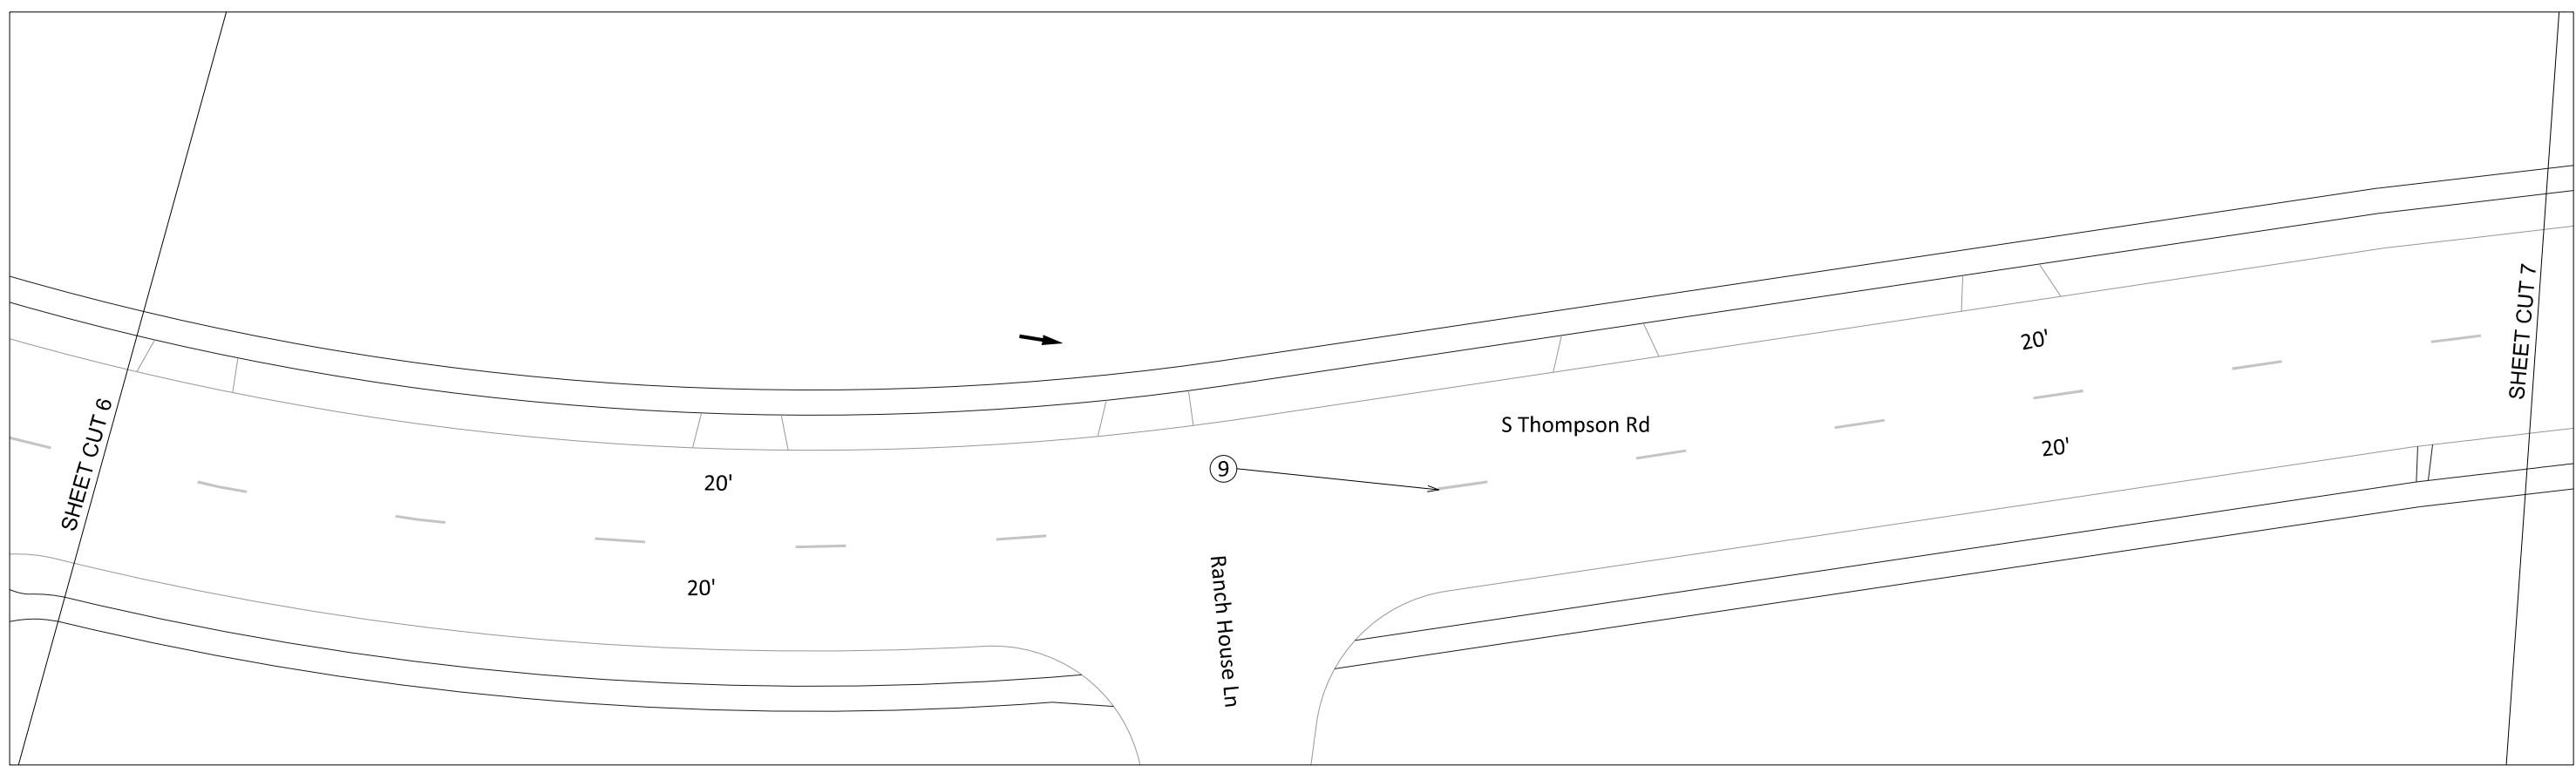 SHEET CUT 6
20'
20'
9
S Thompson Rd
Ranch House Ln
20'
20'
SHEET CUT 7